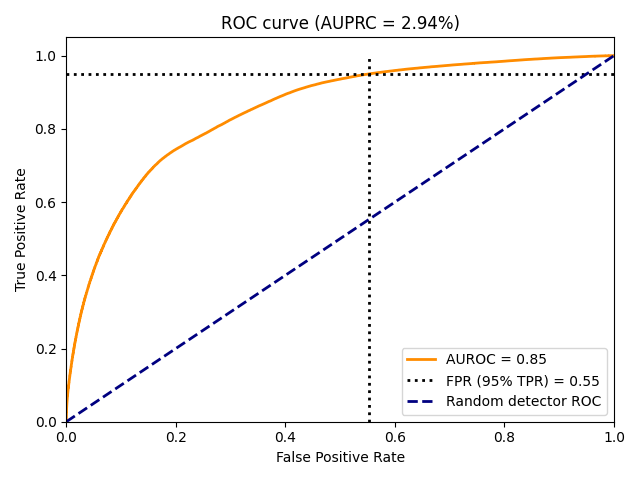 ROC curve (AUPRC = 2.94%)
True Positive Rate
1.0
0.8
0.6
0.4
0.2
0.0
0.0 0.2 0.4 0.6 0.8 1.0
False Positive Rate
AUROC = 0.85
FPR (95% TPR) = 0.55
Random detector ROC